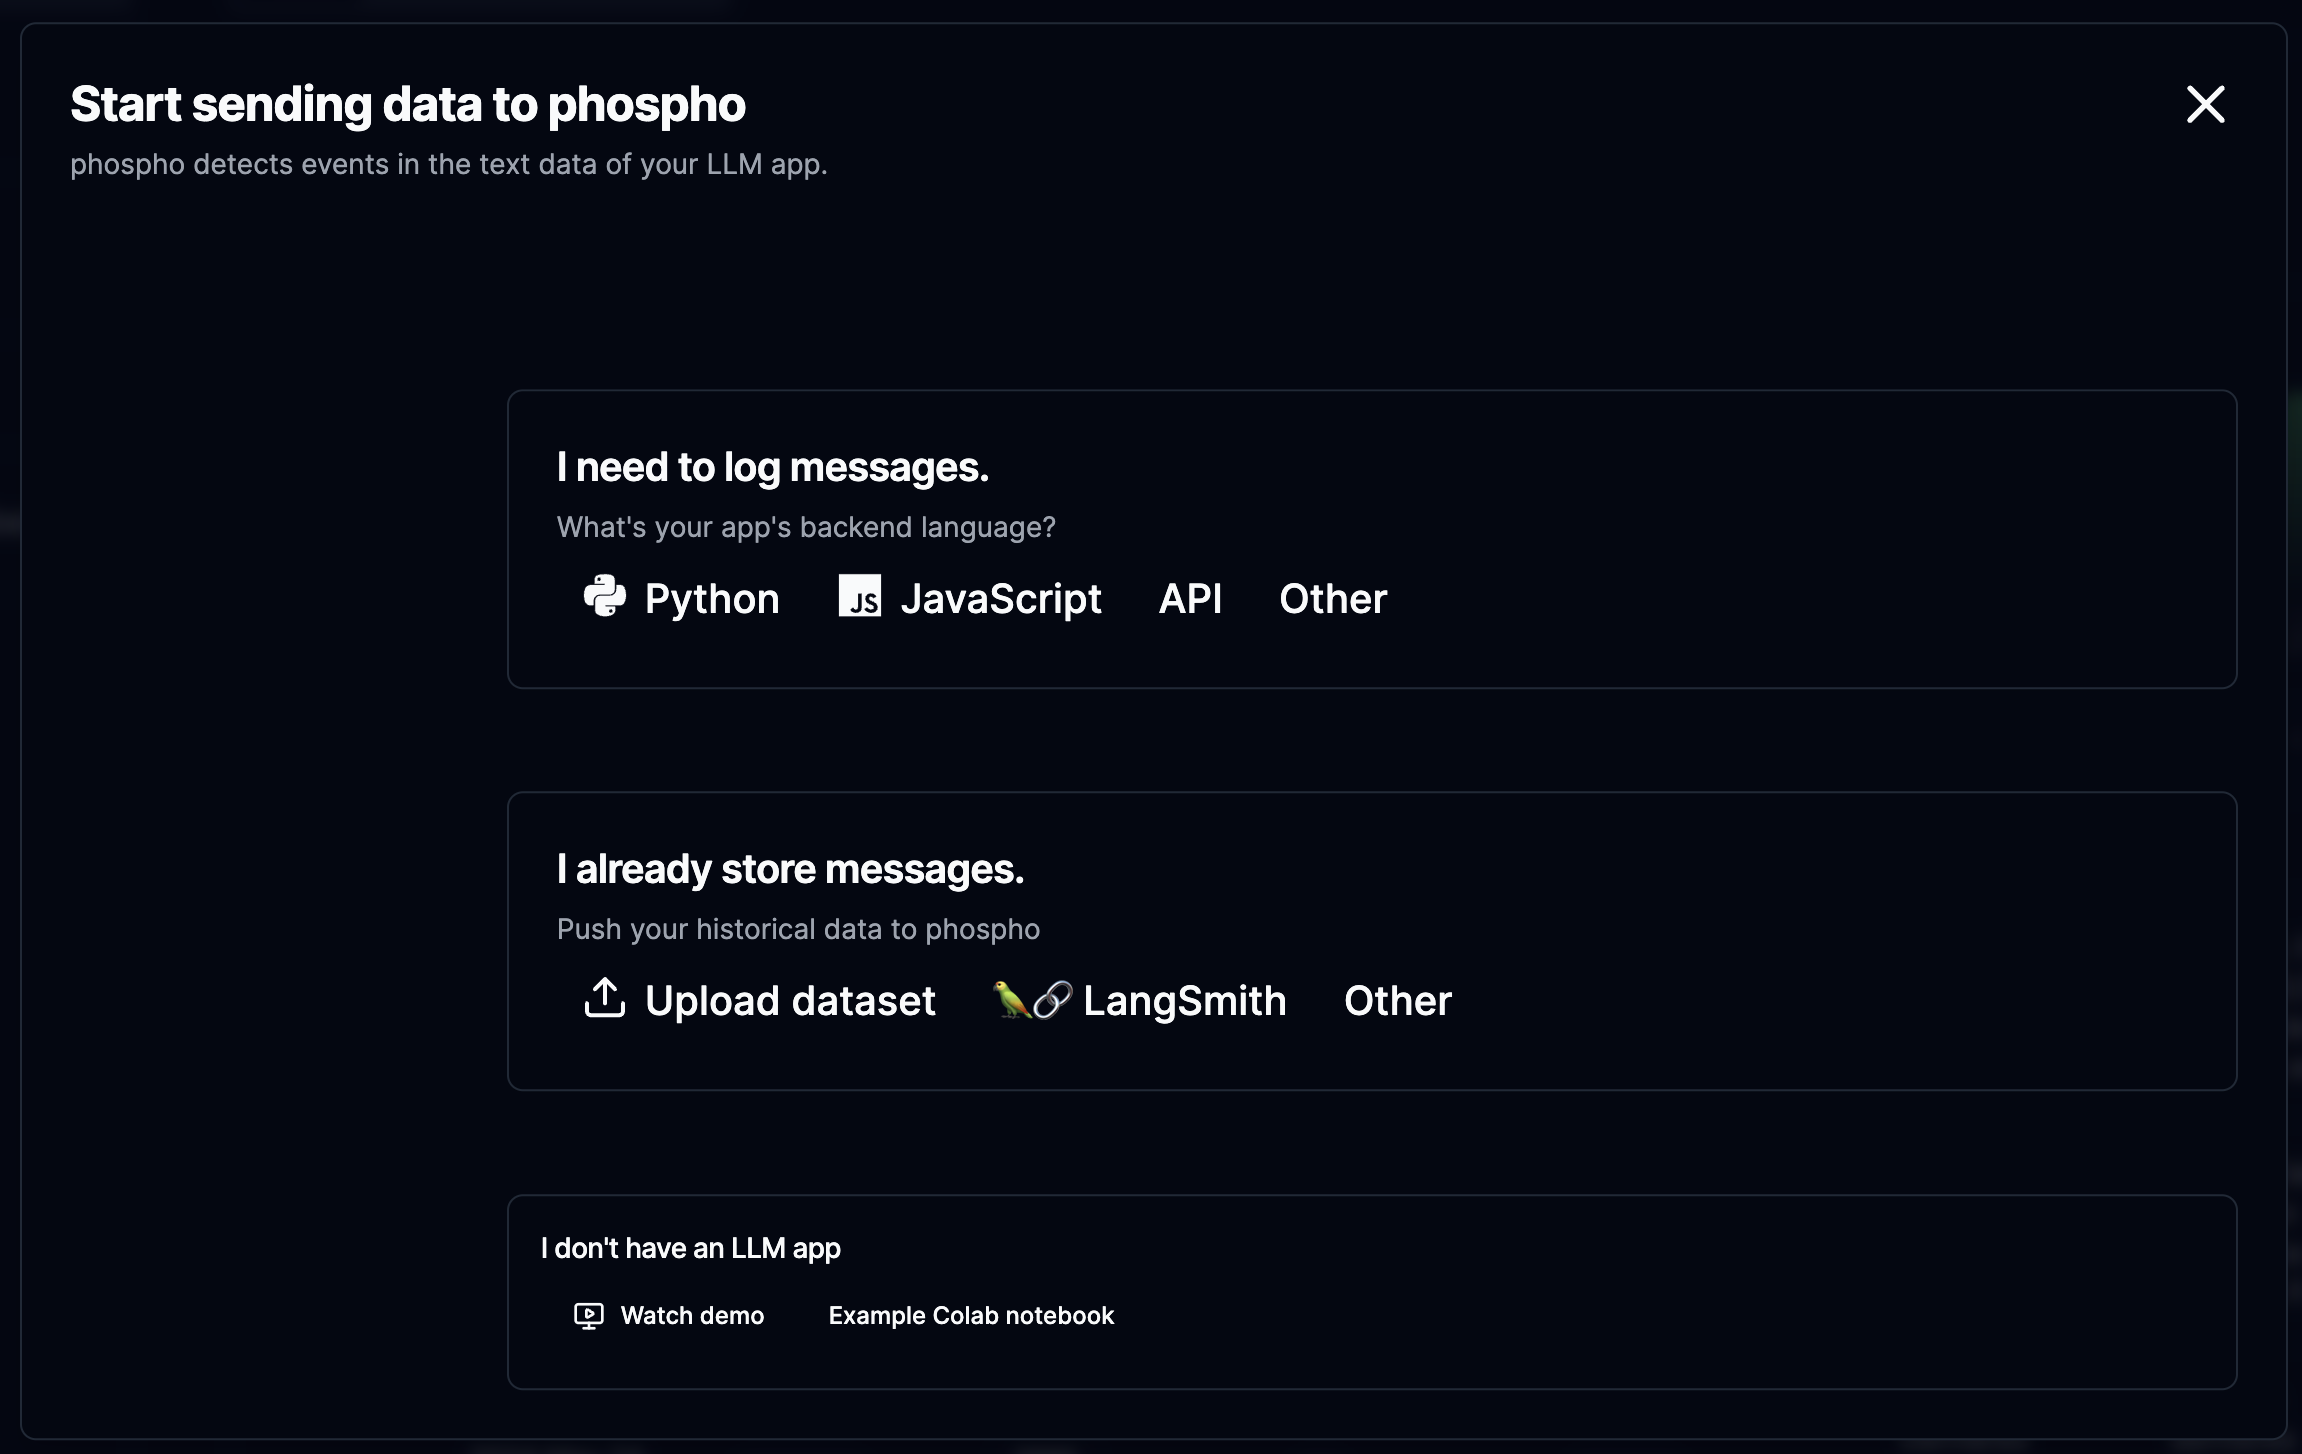 Start sending data to phospho
phospho detects events in the text data of your LLM app.
I need to log messages.
What's your app's backend language?
Python JS JavaScript API Other
I already store messages.
Push your historical data to phospho
Upload dataset LangSmith Other
I don't have an LLM app
Watch demo Example Colab notebook